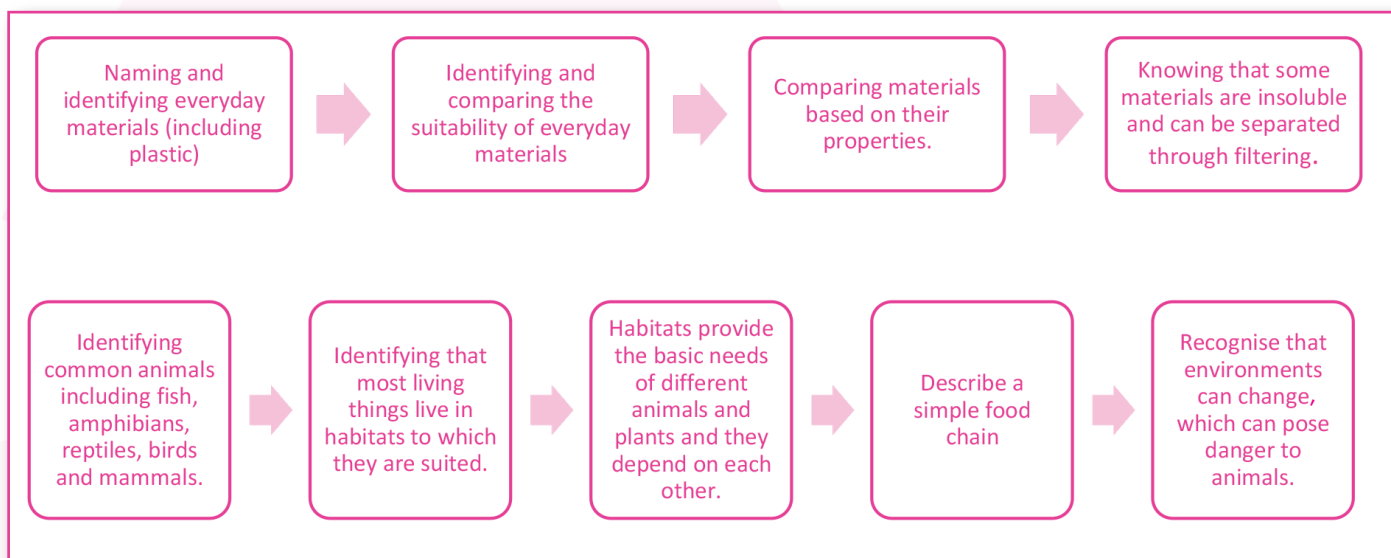 Naming and
identifying everyday
materials (including
plastic)
Identifying and
comparing the
suitability of everyday
materials
Comparing materials
based on their
properties.
Knowing that some
materials are insoluble
and can be separated
through filtering.
Identifying
common animals
including fish,
amphibians,
reptiles, birds
and mammals.
Identifying that
most living
things live in
habitats to which
they are suited.
Habitats provide
the basic needs
of different
animals and
plants and they
depend on each
other.
Describe a
simple food
chain
Recognise that
environments
can change,
which can pose
danger to
animals.